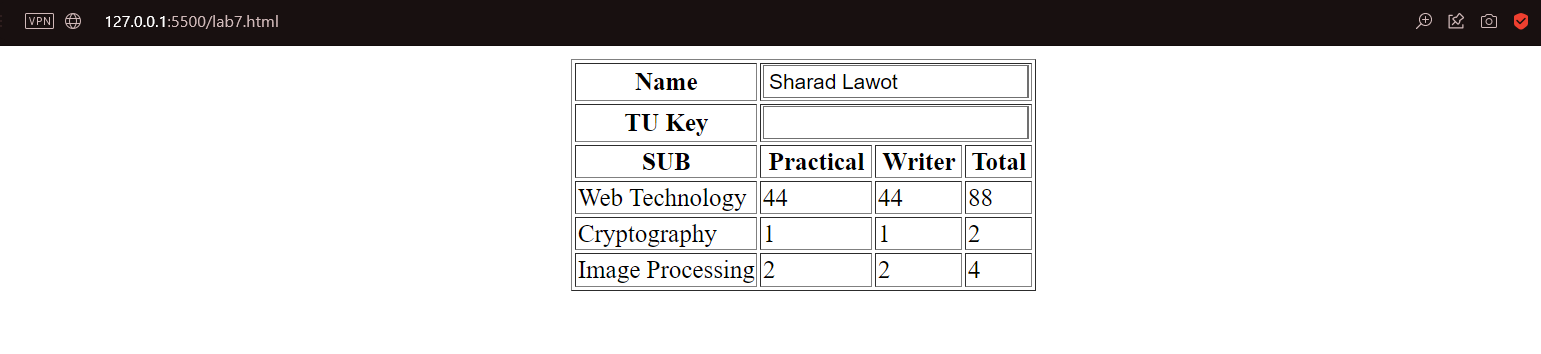 VPN 127.0.0.1:5500/lab7.html
Name Sharad Lawot
TU Key
SUB Practical Writer Total
Web Technology 44 44 88
Cryptography 1 1 2
Image Processing 2 2 4